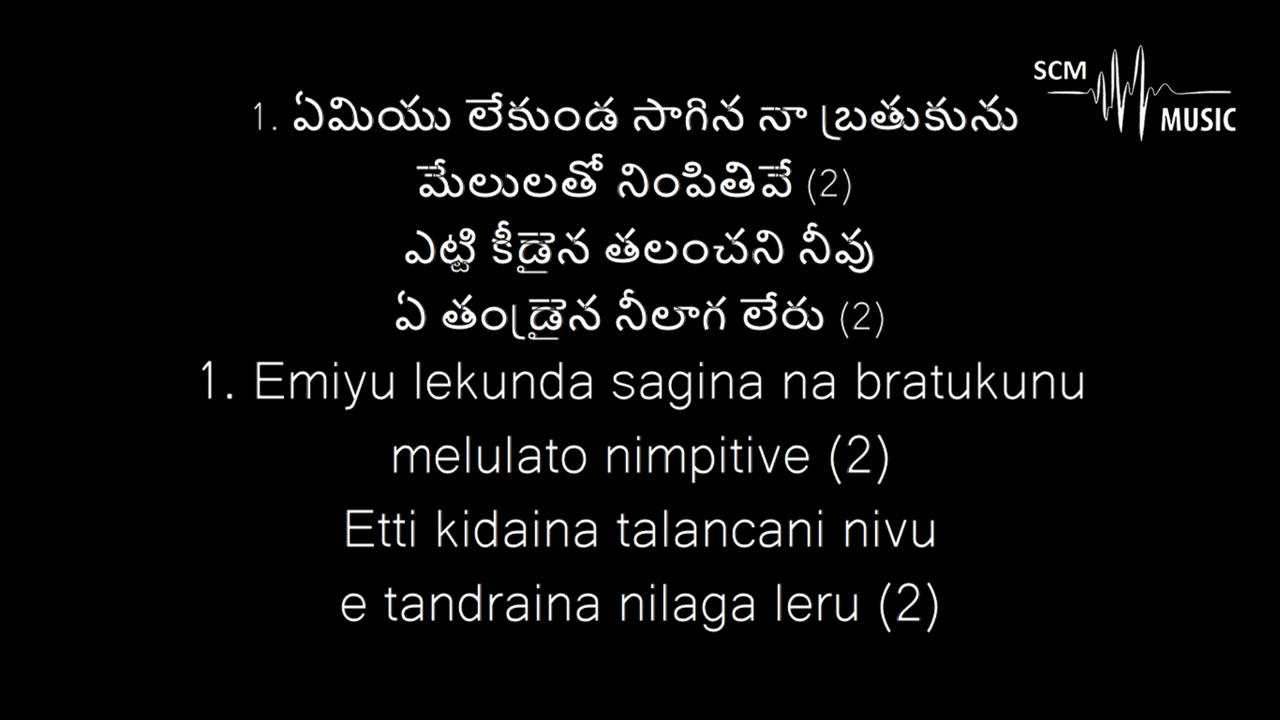 SCM
MUSIC
1. ఏమియు లేకుండ సాగిన నా బ్రతుకును
మేలులతో నింపితివే (2)
ఎట్టి కీడైన తలంచని నీవు
ఏ తండ్రైన నీలాగ లేరు (2)
1. Emiyu lekunda sagina na bratukunu
melulato nimpitive (2)
Etti kidaina talancani nivu
e tandraina nilaga leru (2)